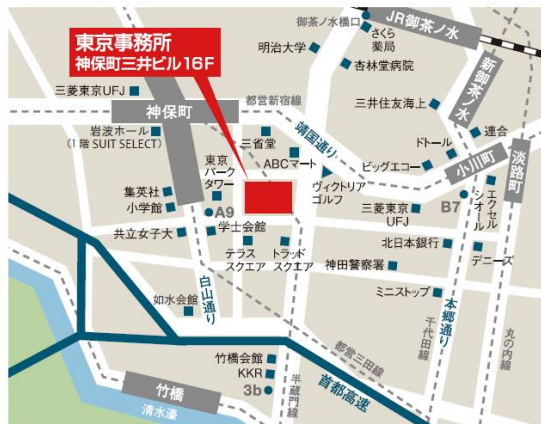 御茶ノ水橋口
JR御茶ノ水
さくら
薬局
明治大学
杏林堂病院
新御茶ノ水
東京事務所
神保町三井ビル16F
三菱東京UFJ
神保町
都営新宿線
靖国通り
三井住友海上
連合
ドトール
小川町
淡路町
岩波ホール
(1階 SUIT SELECT)
三省堂
ABCマート
ビッグエコー
東京
パーク
タワー
集英社
小学館
ヴィクトリア
ゴルフ
三菱東京
UFJ
B7
エクセル
シオール
A9
共立女子大
学士会館
テラス
スクエア
トラッド
スクエア
北日本銀行
デニーズ
神田警察署
白山通り
如水会館
ミニストップ
本郷通り
千代田線
丸の内線
都営三田線
首都高速
竹橋会館
KKR
3b
半蔵門線
竹橋
清水濠